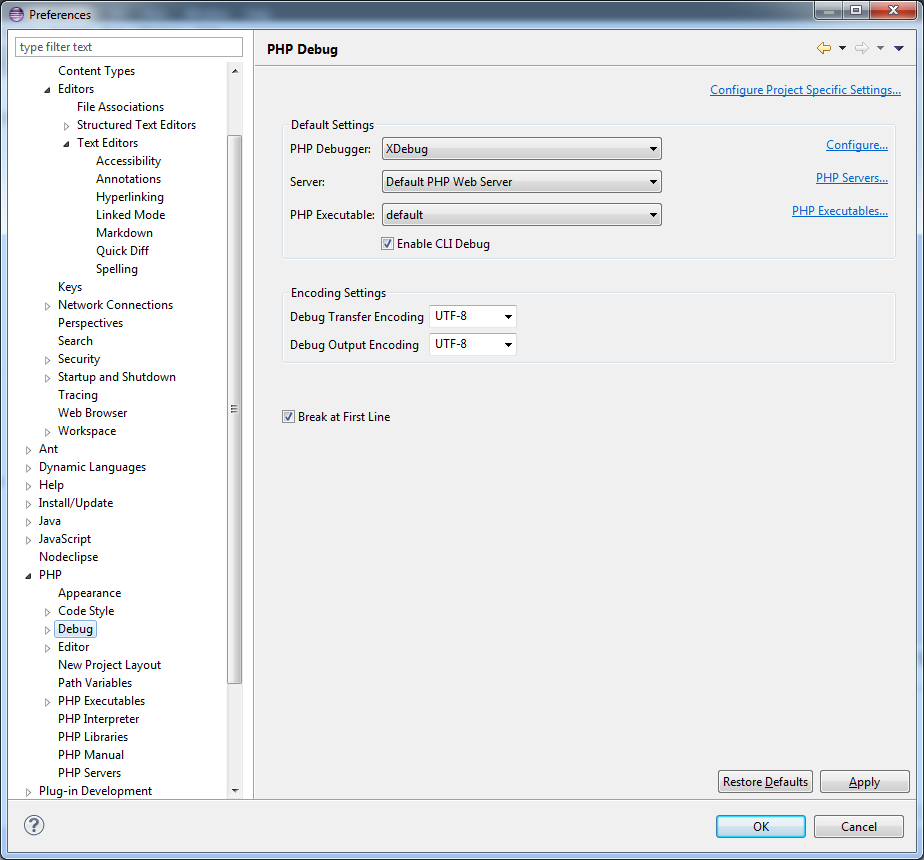 Preferences
type filter text
Content Types
Editors
File Associations
Structured Text Editors
Text Editors
Accessibility
Annotations
Hyperlinking
Linked Mode
Markdown
Quick Diff
Spelling
Keys
Network Connections
Perspectives
Search
Security
Startup and Shutdown
Tracing
Web Browser
Workspace
Ant
Dynamic Languages
Help
Install/Update
Java
JavaScript
Nodeclipse
PHP
Appearance
Code Style
Debug
Editor
New Project Layout
Path Variables
PHP Executables
PHP Interpreter
PHP Libraries
PHP Manual
PHP Servers
Plug-in Development
PHP Debug
Configure Project Specific Settings...
Default Settings
PHP Debugger: XDebug Configure...
Server: Default PHP Web Server PHP Servers...
PHP Executable: default PHP Executables...
Enable CLI Debug
Encoding Settings
Debug Transfer Encoding UTF-8
Debug Output Encoding UTF-8
Break at First Line
Restore Defaults Apply
? OK Cancel